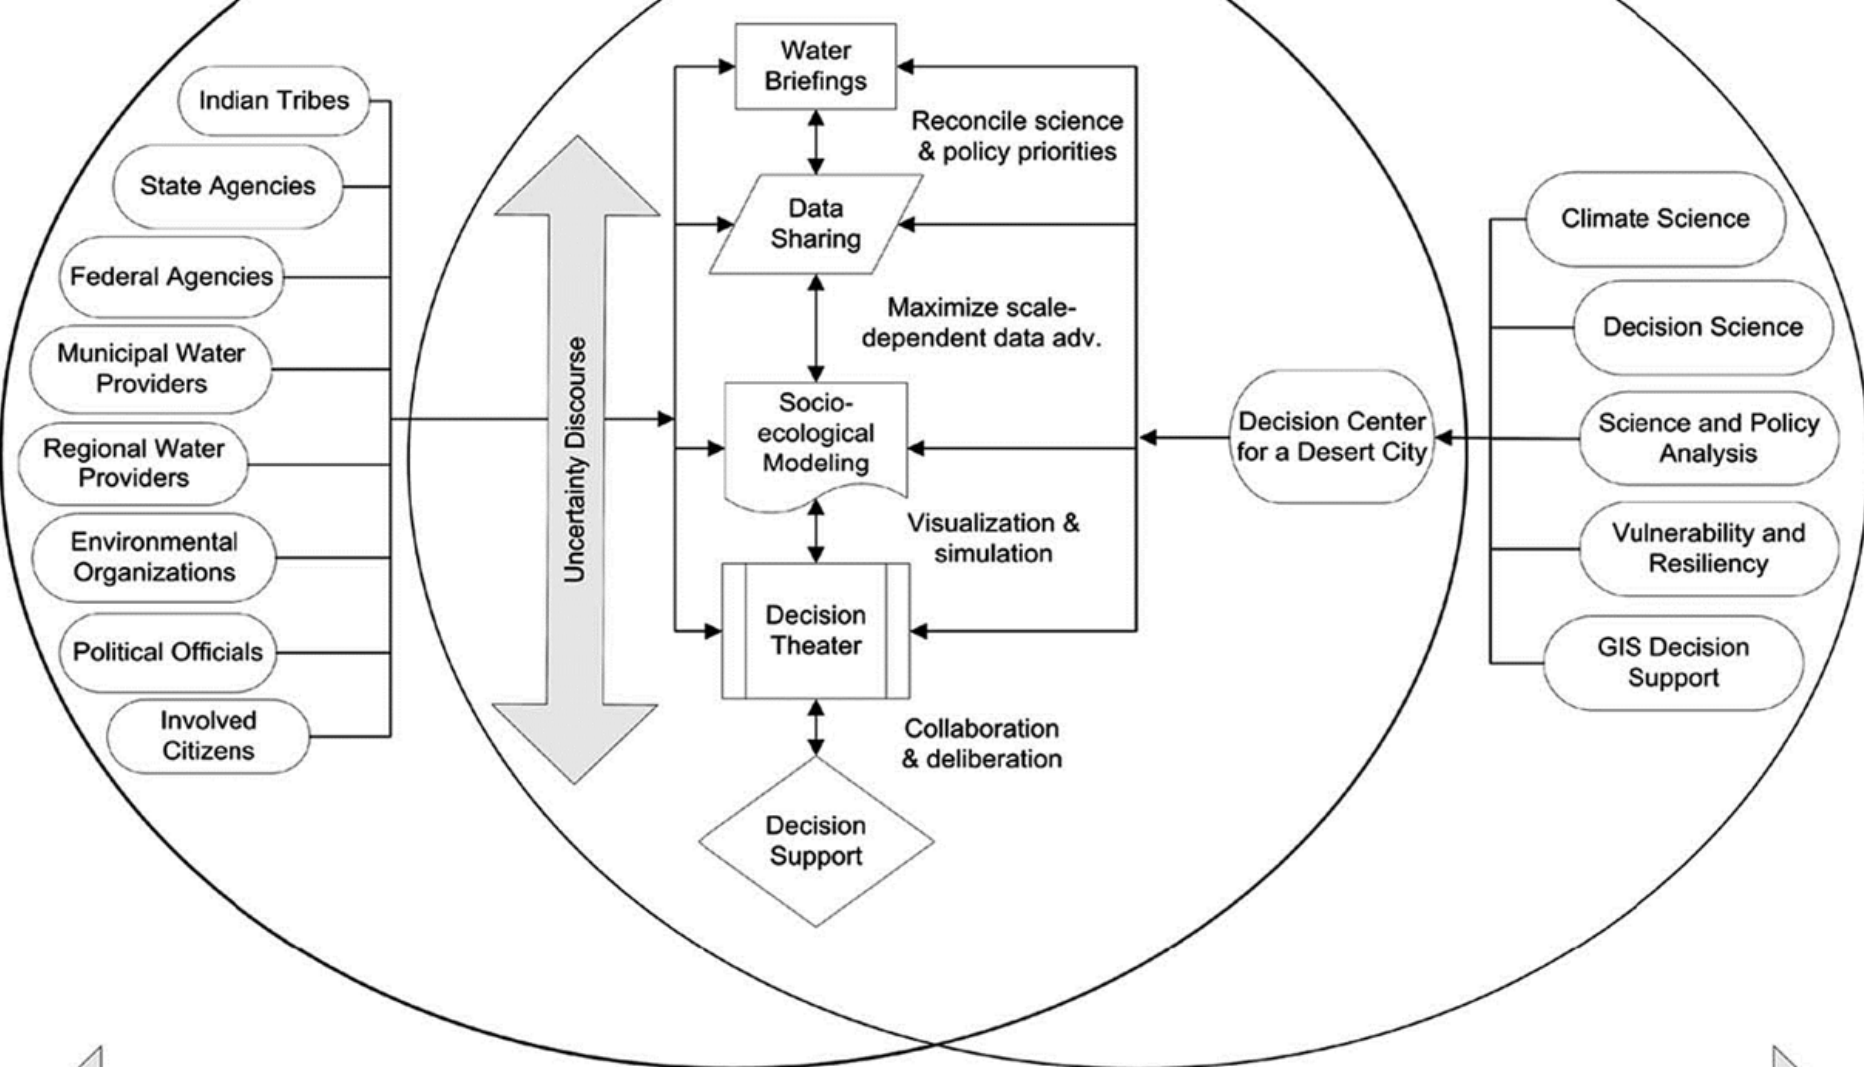 Indian Tribes
State Agencies
Federal Agencies
Municipal Water
Providers
Regional Water
Providers
Environmental
Organizations
Political Officials
Involved
Citizens
Uncertainty Discourse
Water
Briefings
Reconcile science
& policy priorities
Data
Sharing
Maximize scale-
dependent data adv.
Socio-
ecological
Modeling
Visualization &
simulation
Decision
Theater
Collaboration
& deliberation
Decision
Support
Decision Center
for a Desert City
Climate Science
Decision Science
Science and Policy
Analysis
Vulnerability and
Resiliency
GIS Decision
Support